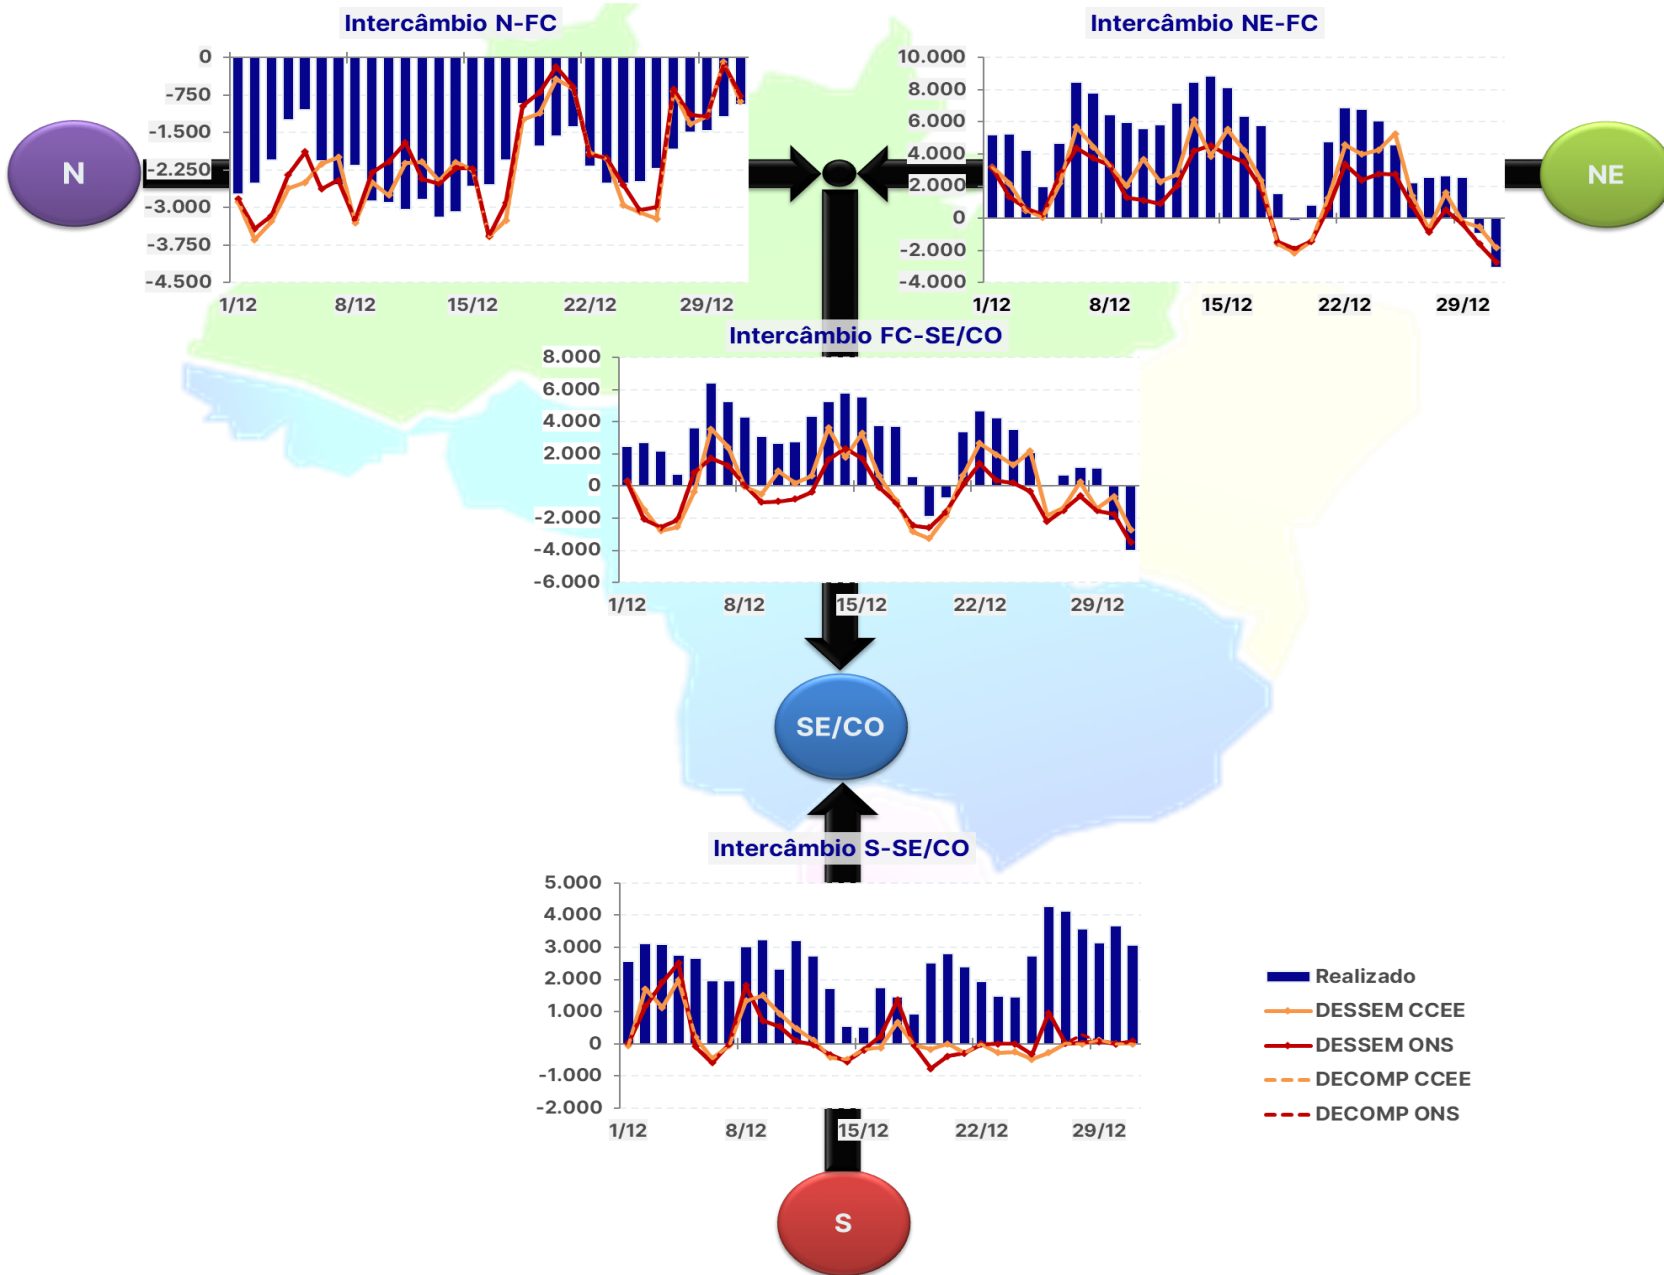 Intercâmbio N-FC
0
-750
-1.500
-2.250
-3.000
-3.750
-4.500
1/12 8/12 15/12 22/12 29/12
Intercâmbio NE-FC
10.000
8.000
6.000
4.000
2.000
0
-2.000
-4.000
1/12 8/12 15/12 22/12 29/12
N
NE
Intercâmbio FC-SE/CO
8.000
6.000
4.000
2.000
0
-2.000
-4.000
-6.000
1/12 8/12 15/12 22/12 29/12
SE/CO
Intercâmbio S-SE/CO
5.000
4.000
3.000
2.000
1.000
0
-1.000
-2.000
1/12 8/12 15/12 22/12 29/12
Realizado
DESSEM CCEE
DESSEM ONS
DECOMP CCEE
DECOMP ONS
S